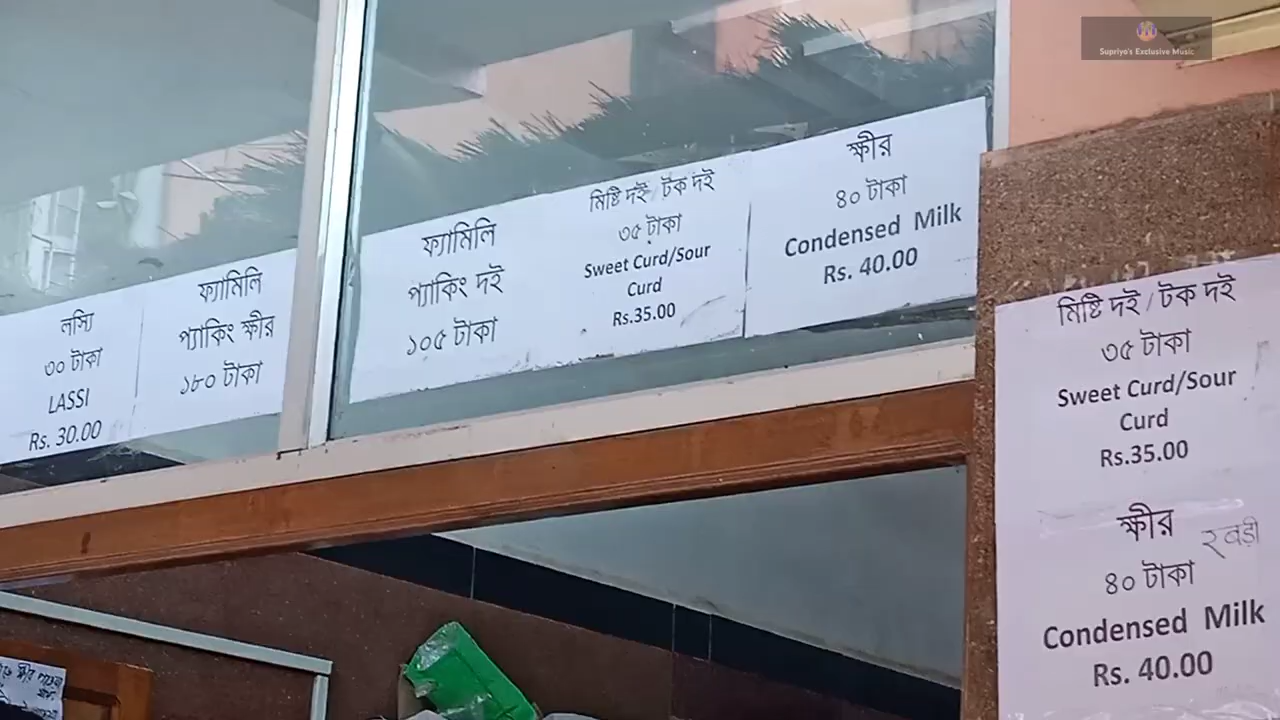 Supriyo's Exclusive Music
লস্যি
৩০ টাকা
LASSI
Rs. 30.00
ফ্যামিলি
প্যাকিং ক্ষীর
১৮০ টাকা
ফ্যামিলি
প্যাকিং দই
১০৫ টাকা
মিষ্টি দই / টক দই
৩৫ টাকা
Sweet Curd/Sour
Curd
Rs.35.00
ক্ষীর
৪০ টাকা
Condensed Milk
Rs. 40.00
মিষ্টি দই / টক দই
৩৫ টাকা
Sweet Curd/Sour
Curd
Rs.35.00
ক্ষীর
रबड़ी
৪০ টাকা
Condensed Milk
Rs. 40.00